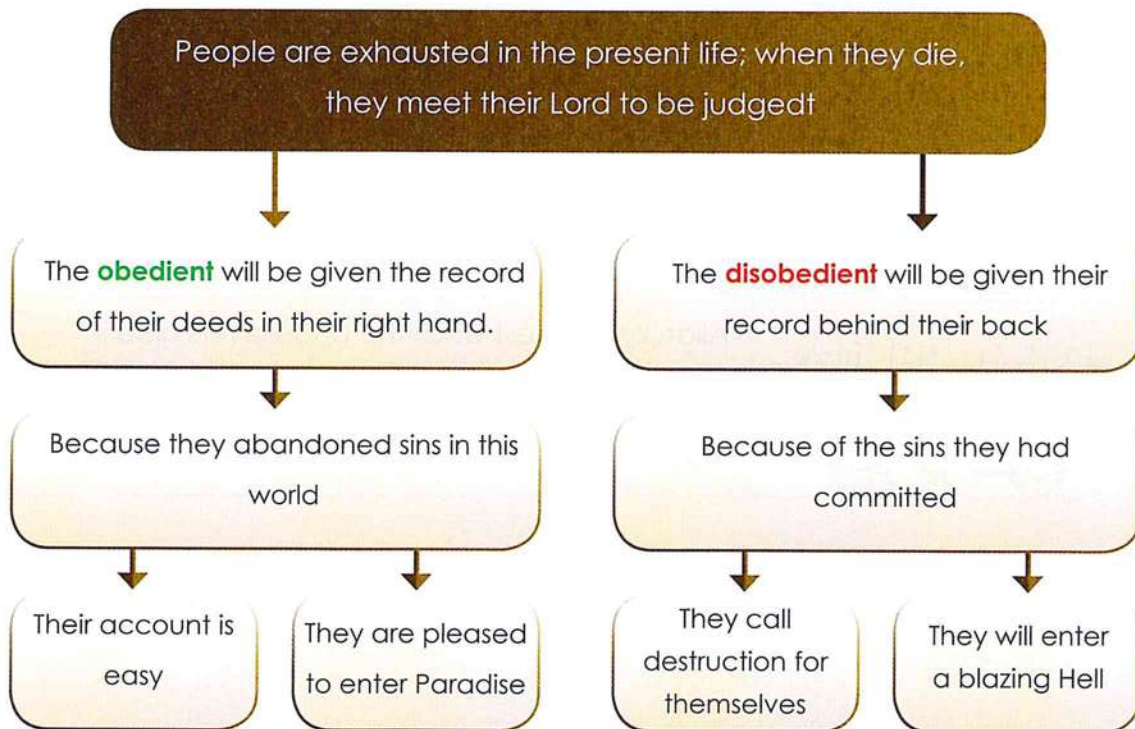 People are exhausted in the present life; when they die,
they meet their Lord to be judgedt
The obedient will be given the record
of their deeds in their right hand.
The disobedient will be given their
record behind their back
Because they abandoned sins in this
world
Because of the sins they had
committed
Their account is
easy
They are pleased
to enter Paradise
They call
destruction for
themselves
They will enter
a blazing Hell